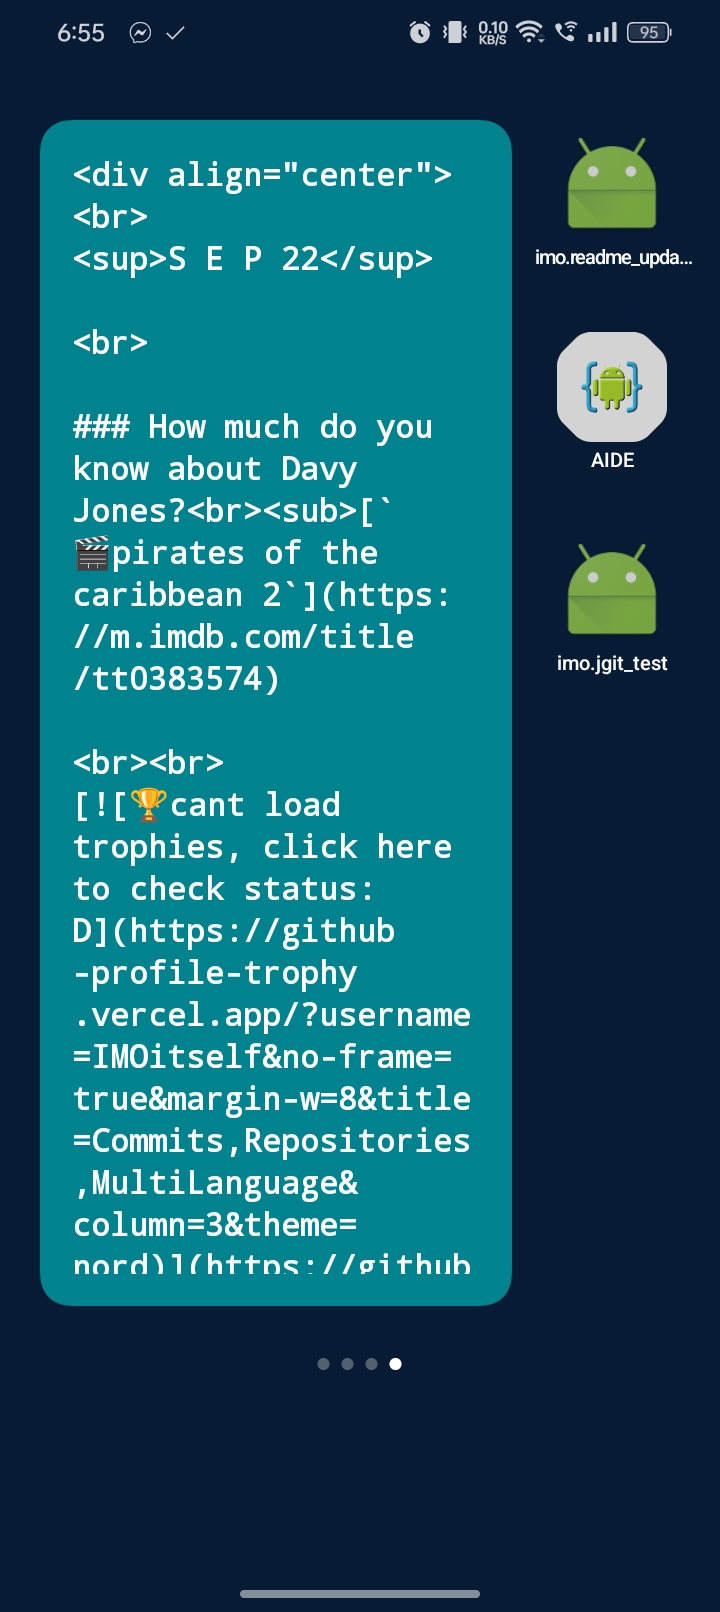 6:55
0.10
KB/S
95
<div align="center">
<br>
<sup>S E P 22</sup>
<br>
### How much do you
know about Davy
Jones?<br><sub>[`
🎬pirates of the
caribbean 2`](https:
//m.imdb.com/title
/tt0383574)
<br><br>
[![🏆cant load
trophies, click here
to check status:
D](https://github
-profile-trophy
.vercel.app/?username
=IMOitself&no-frame=
true&margin-w=8&title
=Commits,Repositories
,MultiLanguage&
column=3&theme=
nord)](https://github
imo.readme_upda...
AIDE
imo.jgit_test